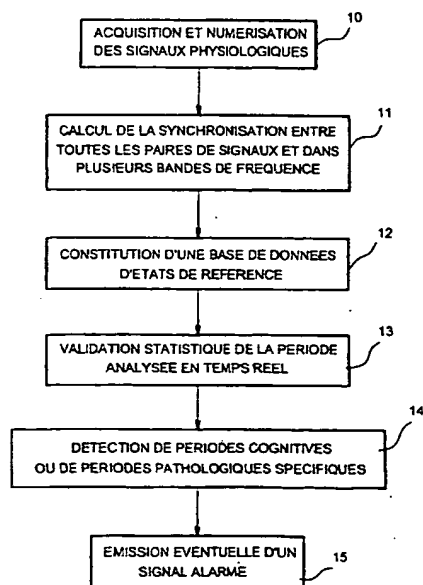 10
ACQUISITION ET NUMERISATION
DES SIGNAUX PHYSIOLOGIQUES
11
CALCUL DE LA SYNCHRONISATION ENTRE
TOUTES LES PAIRES DE SIGNAUX ET DANS
PLUSIEURS BANDES DE FREQUENCE
12
CONSTITUTION D'UNE BASE DE DONNEES
D'ETATS DE REFERENCE
13
VALIDATION STATISTIQUE DE LA PERIODE
ANALYSÉE EN TEMPS REEL
14
DETECTION DE PERIODES COGNITIVES
OU DE PERIODES PATHOLOGIQUES SPECIFIQUES
EMISSION EVENTUELLE D'UN
SIGNAL ALARME
15